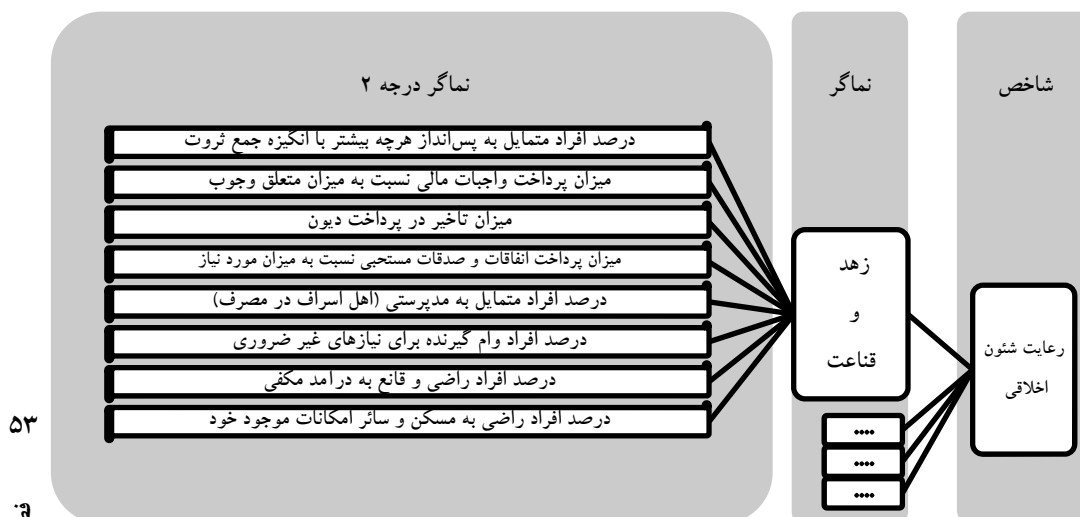 شاخص
نماگر
نماگر درجه ۲
رعایت شئون
اخلاقی
زهد
و
قناعت
....
....
....
درصد افراد متمایل به پس‌انداز هرچه بیشتر با انگیزه جمع ثروت
میزان پرداخت واجبات مالی نسبت به میزان متعلق وجوب
میزان تاخیر در پرداخت دیون
میزان پرداخت انفاقات و صدقات مستحبی نسبت به میزان مورد نیاز
درصد افراد متمایل به مدپرستی (اهل اسراف در مصرف)
درصد افراد وام گیرنده برای نیازهای غیر ضروری
درصد افراد راضی و قانع به درامد مکفی
درصد افراد راضی به مسکن و سائر امکانات موجود خود
۵۳